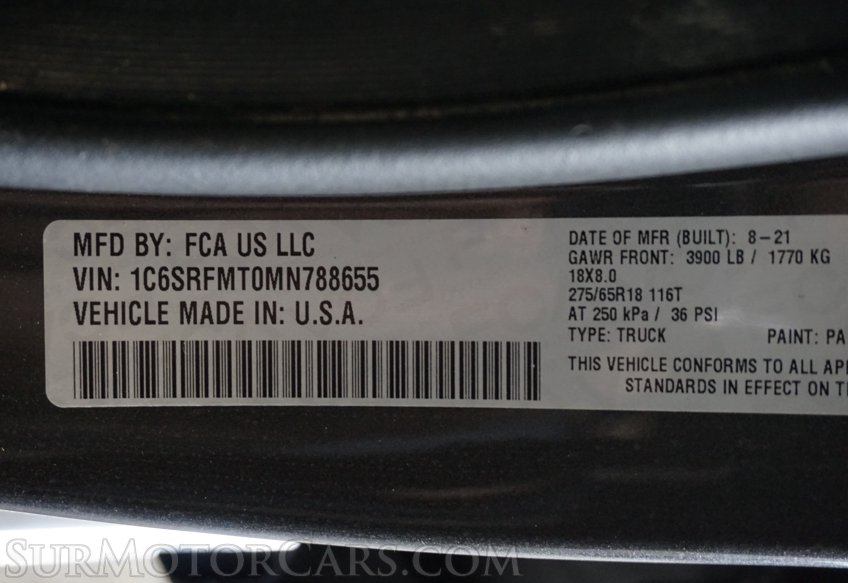 MFD BY: FCA US LLC
VIN: 1C6SRFMT0MN788655
VEHICLE MADE IN: U.S.A.
DATE OF MFR (BUILT): 8-21
GAWR FRONT: 3900 LB / 1770 KG
18X8.0
275/65R18 116T
AT 250 kPa / 36 PSI
TYPE: TRUCK PAINT: PA
THIS VEHICLE CONFORMS TO ALL AP
STANDARDS IN EFFECT ON T
SURMOTORCARS.COM